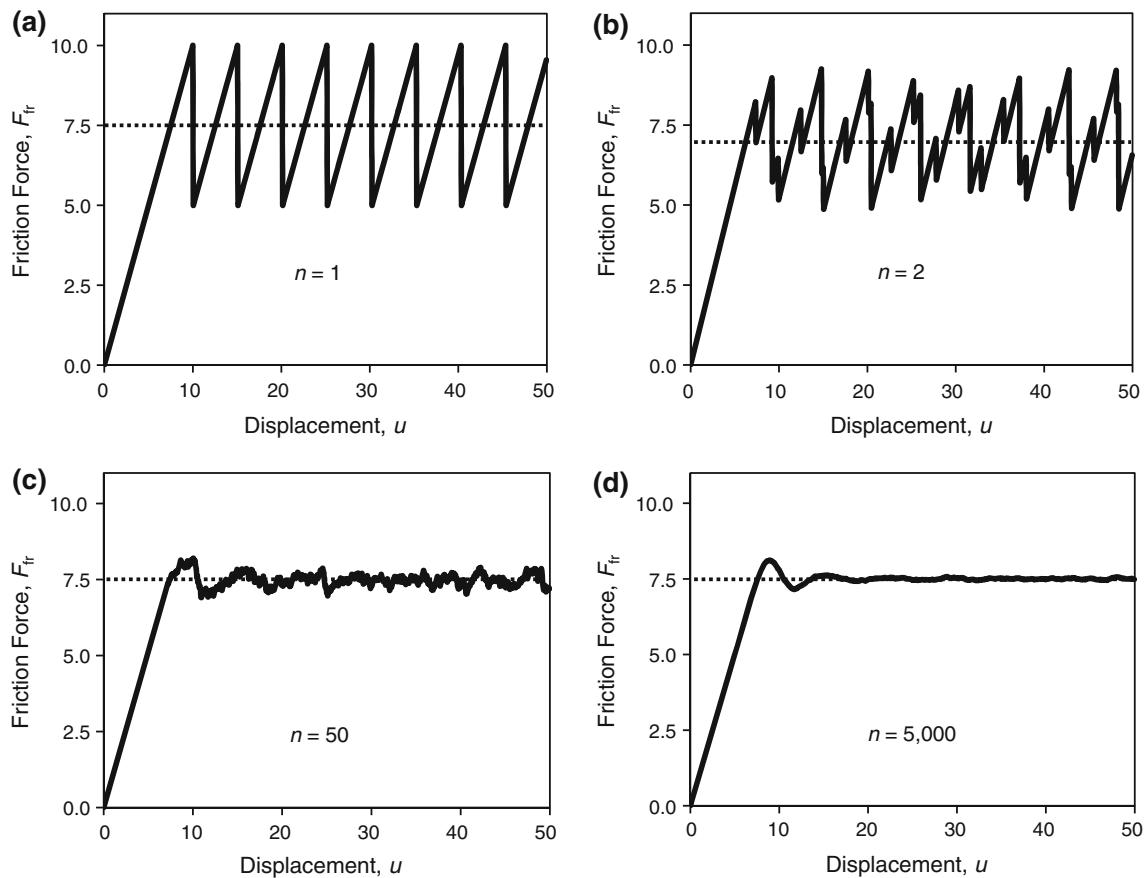 (a)
10.0
7.5
5.0
2.5
0.0
Friction Force, Ffr
n = 1
0 10 20 30 40 50
Displacement, u
(b)
10.0
7.5
5.0
2.5
0.0
Friction Force, Ffr
n = 2
0 10 20 30 40 50
Displacement, u
(c)
10.0
7.5
5.0
2.5
0.0
Friction Force, Ffr
n = 50
0 10 20 30 40 50
Displacement, u
(d)
10.0
7.5
5.0
2.5
0.0
Friction Force, Ffr
n = 5,000
0 10 20 30 40 50
Displacement, u